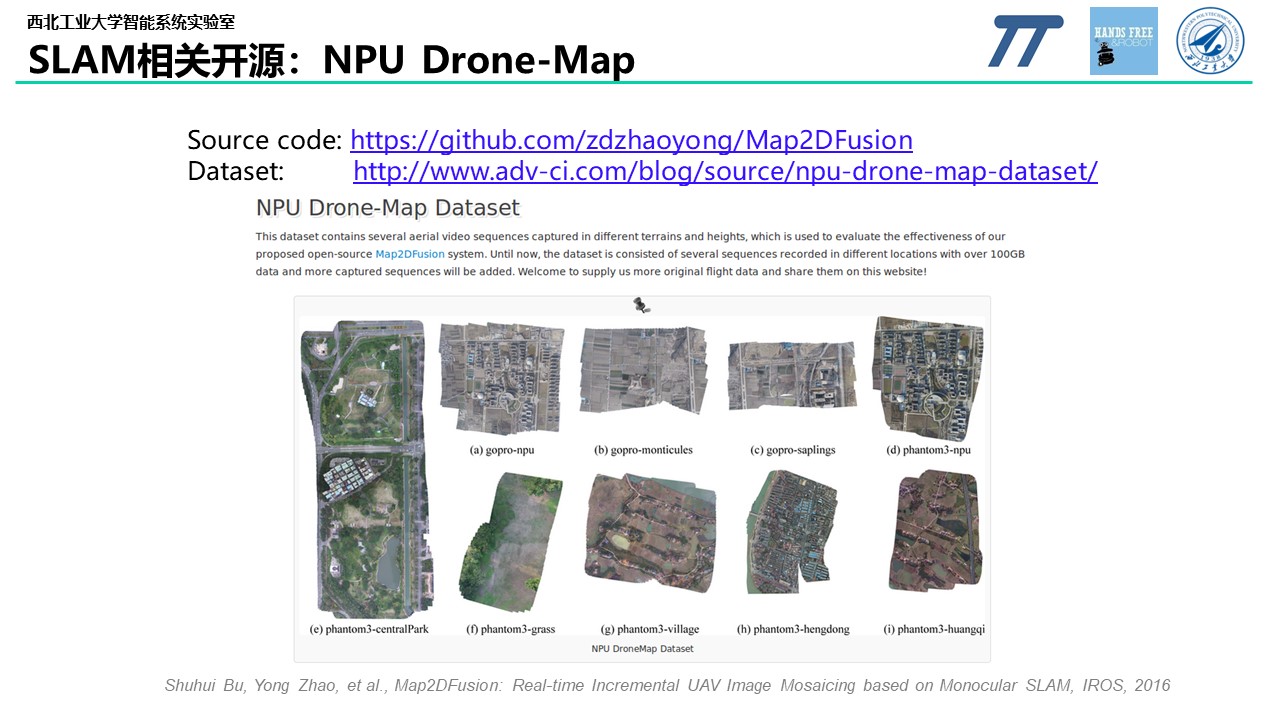 西北工业大学智能系统实验室
SLAM相关开源：NPU Drone-Map
HANDS FREE
&ROBOT
Source code: https://github.com/zdzhaoyong/Map2DFusion
Dataset: http://www.adv-ci.com/blog/source/npu-drone-map-dataset/
NPU Drone-Map Dataset
This dataset contains several aerial video sequences captured in different terrains and heights, which is used to evaluate the effectiveness of our
proposed open-source Map2DFusion system. Until now, the dataset is consisted of several sequences recorded in different locations with over 100GB
data and more captured sequences will be added. Welcome to supply us more original flight data and share them on this website!
(a) gopro-npu
(b) gopro-monticules
(c) gopro-saplings
(d) phantom3-npu
(e) phantom3-centralPark
(f) phantom3-grass
(g) phantom3-village
(h) phantom3-hengdong
(i) phantom3-huangqi
NPU DroneMap Dataset
Shuhui Bu, Yong Zhao, et al., Map2DFusion: Real-time Incremental UAV Image Mosaicing based on Monocular SLAM, IROS, 2016